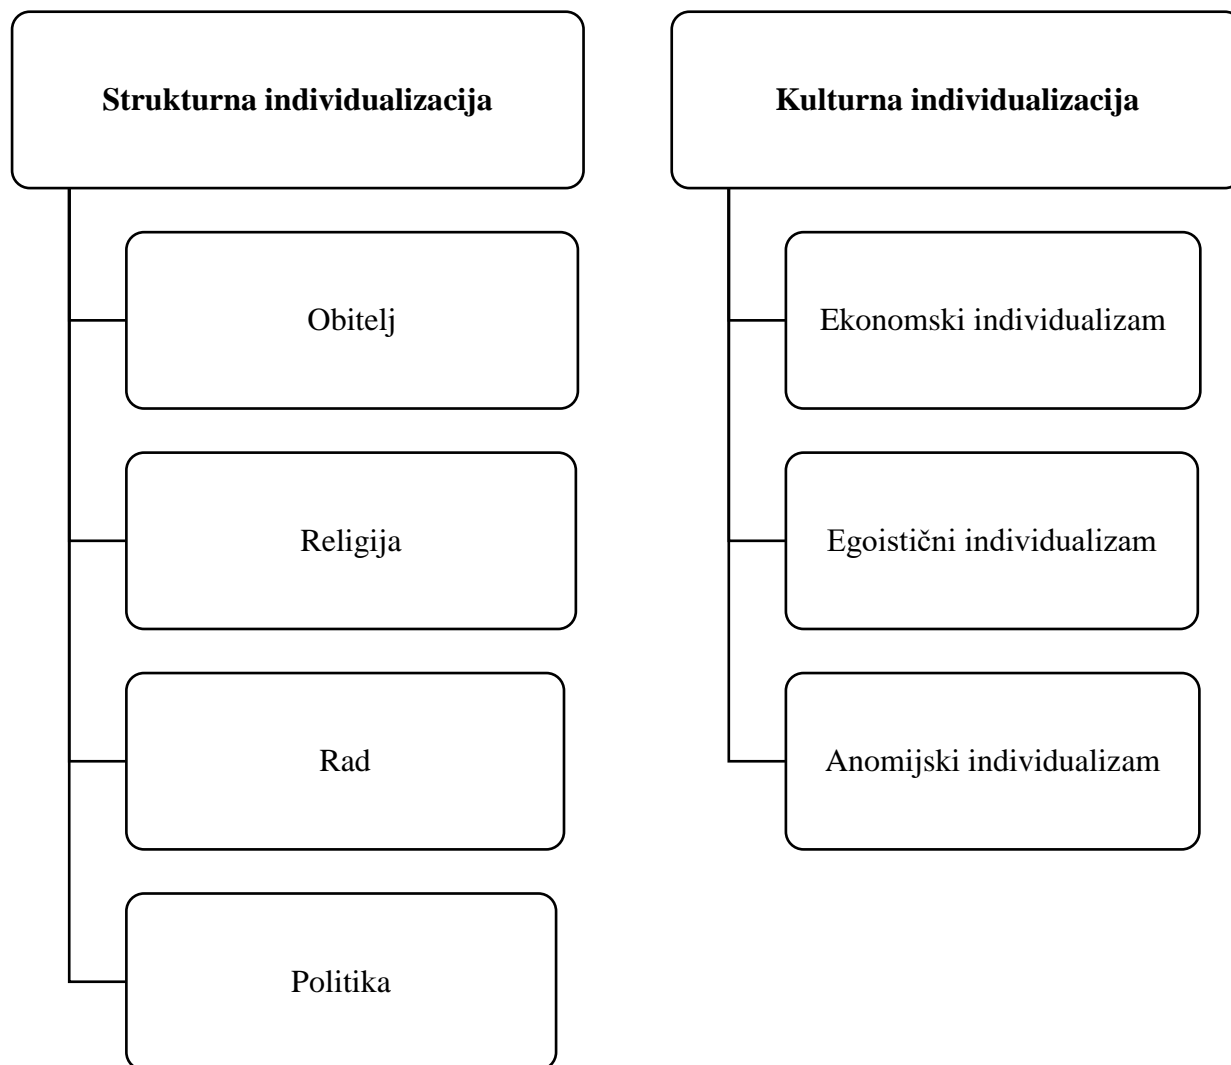 Strukturna individualizacija
Obitelj
Religija
Rad
Politika
Kulturna individualizacija
Ekonomski individualizam
Egoistični individualizam
Anomijski individualizam